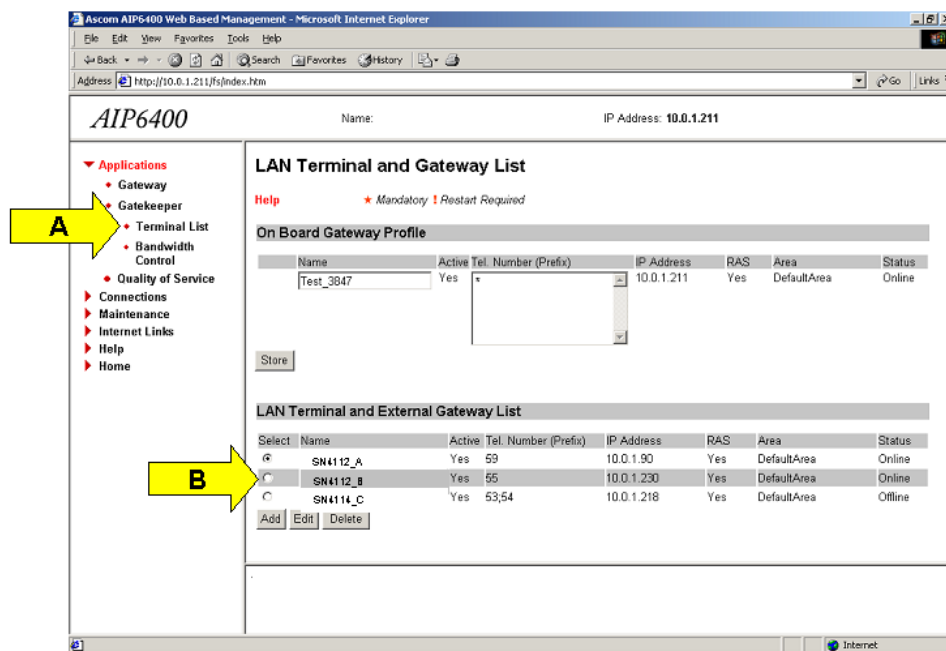 Ascom AIP6400 Web Based Management - Microsoft Internet Explorer
File Edit View Favorites Tools Help
Back Search Favorites History
Address http://10.0.1.211/fs/index.htm Go Links
AIP6400 Name: IP Address: 10.0.1.211
Applications
Gateway
Gatekeeper
A
Terminal List
Bandwidth
Control
Quality of Service
Connections
Maintenance
Internet Links
Help
Home
LAN Terminal and Gateway List
Help ★ Mandatory ! Restart Required
On Board Gateway Profile
Name Active Tel. Number (Prefix) IP Address RAS Area Status
Test_3847 Yes * 10.0.1.211 Yes DefaultArea Online
Store
LAN Terminal and External Gateway List
Select Name Active Tel. Number (Prefix) IP Address RAS Area Status
SN4112_A Yes 59 10.0.1.90 Yes DefaultArea Online
B
SN4112_B Yes 55 10.0.1.230 Yes DefaultArea Online
SN4114_C Yes 53;54 10.0.1.218 Yes DefaultArea Offline
Add Edit Delete
Internet